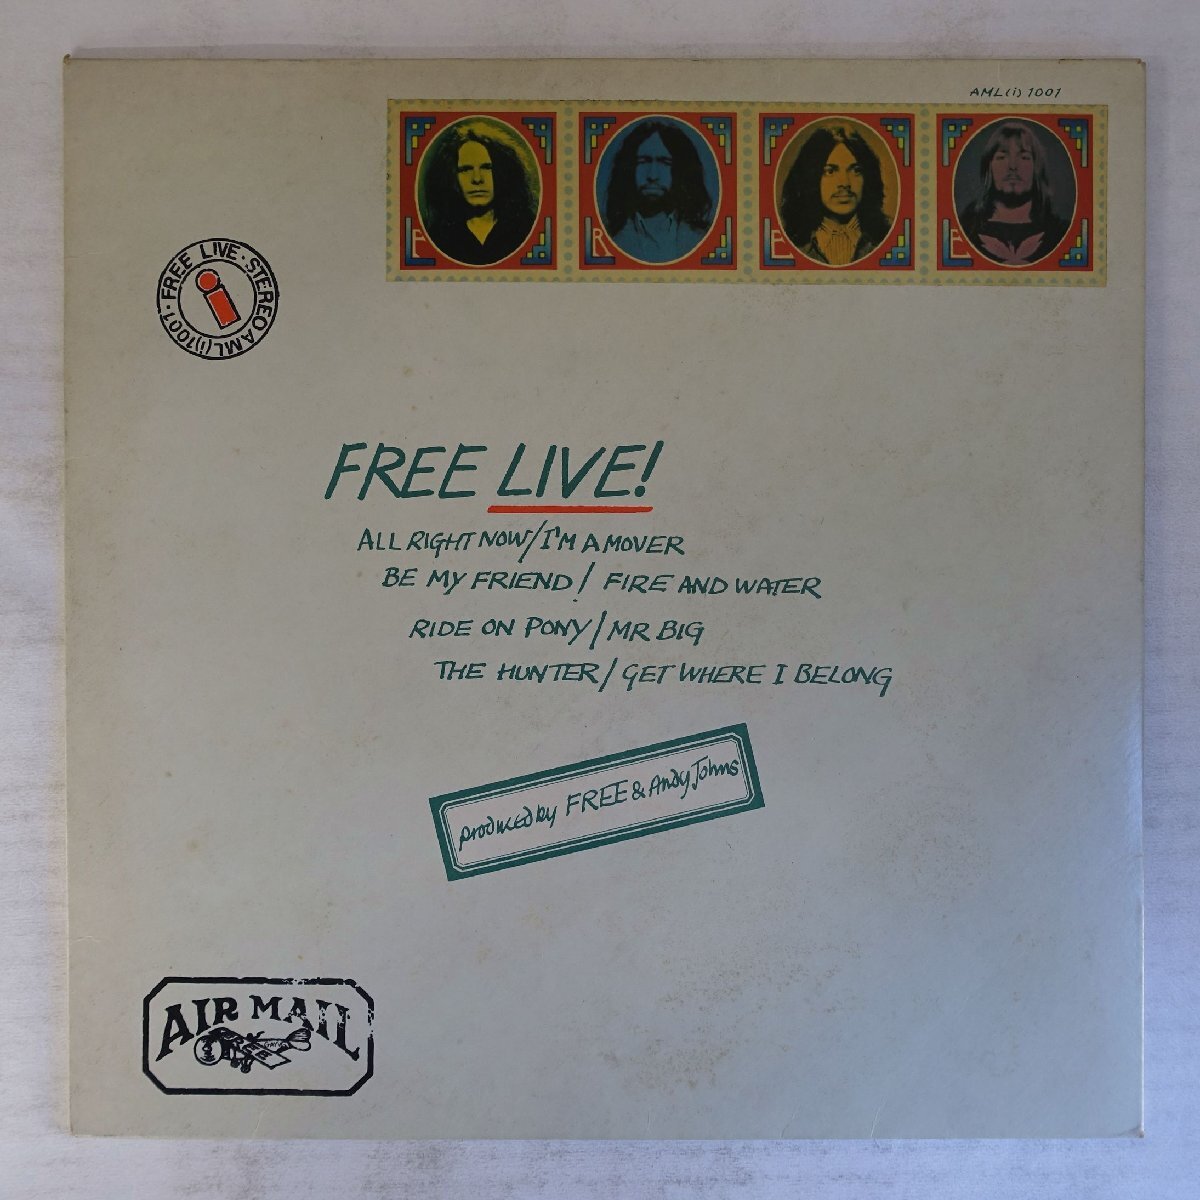 AML(i) 1001
F R E E
FREE LIVE · STEREO AML(i)1001 ·
i
FREE LIVE!
ALL RIGHT NOW/I'M A MOVER
BE MY FRIEND/FIRE AND WATER
RIDE ON PONY/MR BIG
THE HUNTER/GET WHERE I BELONG
produced by FREE & Andy Johns
AIR MAIL
FREE